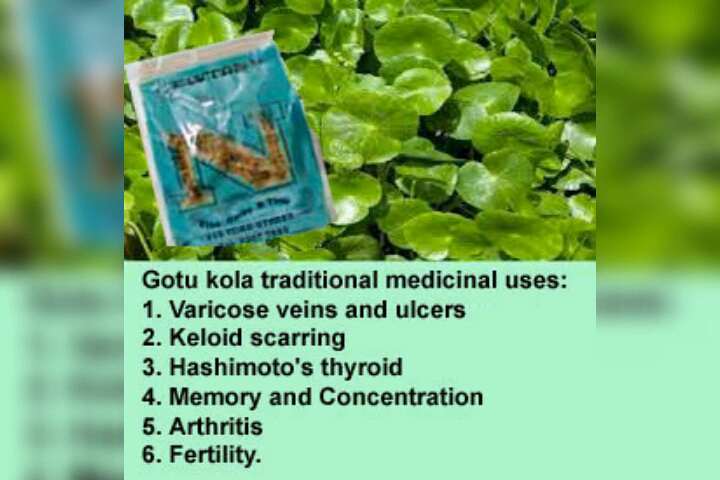 N
Gotu kola traditional medicinal uses:
1. Varicose veins and ulcers
2. Keloid scarring
3. Hashimoto's thyroid
4. Memory and Concentration
5. Arthritis
6. Fertility.